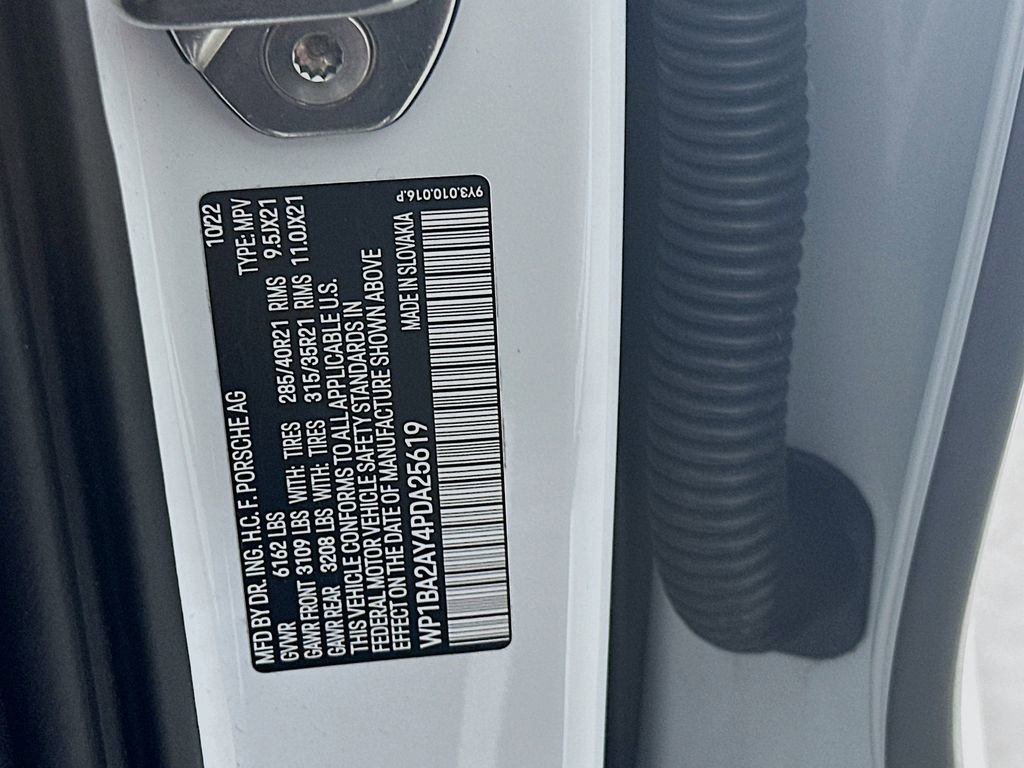 MFD BY DR. ING. H.C. F. PORSCHE AG 10/22
GVWR 6162 LBS TYPE: MPV
GAWR FRONT 3109 LBS WITH: TIRES 285/40R21 RIMS 9.5JX21
GAWR REAR 3208 LBS WITH: TIRES 315/35R21 RIMS 11.0JX21
THIS VEHICLE CONFORMS TO ALL APPLICABLE U.S.
FEDERAL MOTOR VEHICLE SAFETY STANDARDS IN
EFFECT ON THE DATE OF MANUFACTURE SHOWN ABOVE
WP1BA2AY4PDA25619 MADE IN SLOVAKIA
9Y3.010.016.P